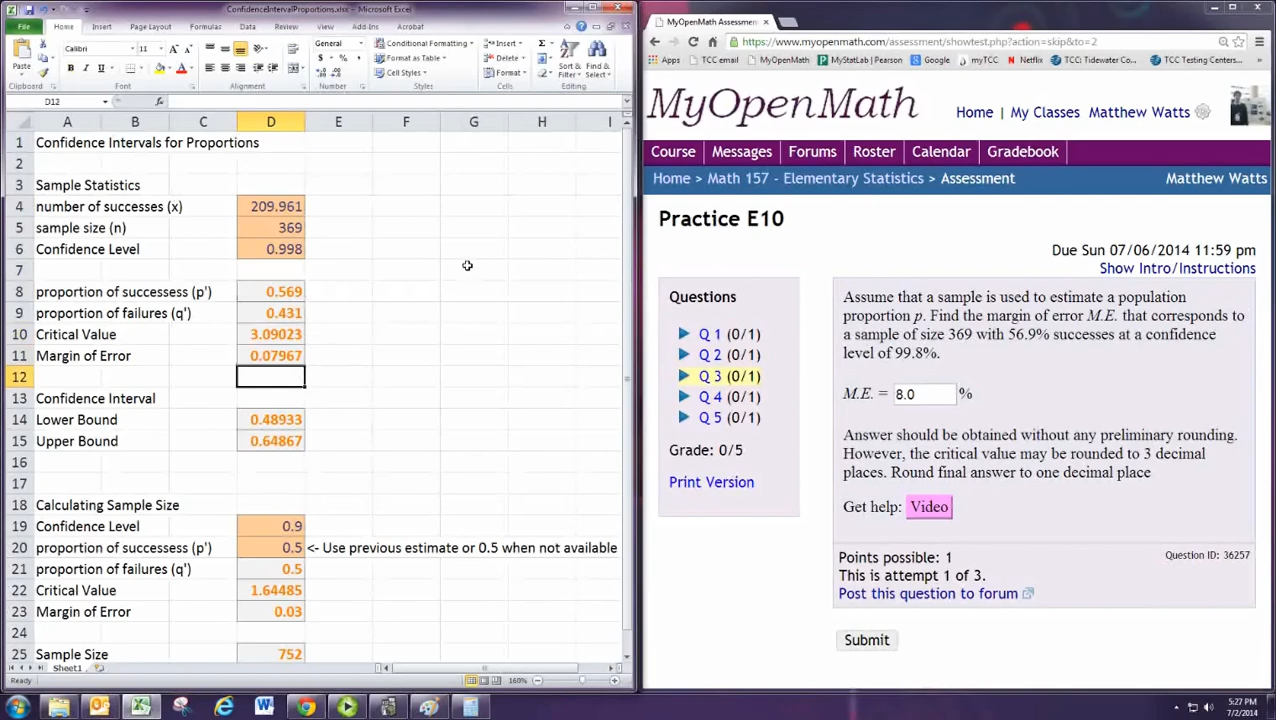 ConfidenceIntervalProportions.xlsx - Microsoft Excel
File Home Insert Page Layout Formulas Data Review View Add-Ins Acrobat
Paste Calibri 11 General Conditional Formatting Insert
Format as Table Delete Sort & Find &
Cell Styles Format Filter Select
Clipboard Font Alignment Number Styles Cells Editing
D12 fx
A B C D E F G H I
1 Confidence Intervals for Proportions
2
3 Sample Statistics
4 number of successes (x) 209.961
5 sample size (n) 369
6 Confidence Level 0.998
7
8 proportion of successess (p') 0.569
9 proportion of failures (q') 0.431
10 Critical Value 3.09023
11 Margin of Error 0.07967
12
13 Confidence Interval
14 Lower Bound 0.48933
15 Upper Bound 0.64867
16
17
18 Calculating Sample Size
19 Confidence Level 0.9
20 proportion of successess (p') 0.5 <- Use previous estimate or 0.5 when not available
21 proportion of failures (q') 0.5
22 Critical Value 1.64485
23 Margin of Error 0.03
24
25 Sample Size 752
Sheet1
Ready 160%
MyOpenMath Assessment
https://www.myopenmath.com/assessment/showtest.php?action=skip&to=2
Apps TCC email MyOpenMath MyStatLab | Pearson Google myTCC Netflix TCC: Tidewater Co... TCC Testing Centers...
MyOpenMath
Home | My Classes Matthew Watts
Course Messages Forums Roster Calendar Gradebook
Home > Math 157 - Elementary Statistics > Assessment Matthew Watts
Practice E10
Due Sun 07/06/2014 11:59 pm
Show Intro/Instructions
Questions
Q 1 (0/1)
Q 2 (0/1)
Q 3 (0/1)
Q 4 (0/1)
Q 5 (0/1)
Grade: 0/5
Print Version
Assume that a sample is used to estimate a population
proportion p. Find the margin of error M.E. that corresponds to
a sample of size 369 with 56.9% successes at a confidence
level of 99.8%.
M.E. = 8.0 %
Answer should be obtained without any preliminary rounding.
However, the critical value may be rounded to 3 decimal
places. Round final answer to one decimal place
Get help: Video
Points possible: 1
This is attempt 1 of 3.
Post this question to forum
Question ID: 36257
Submit
5:27 PM
7/2/2014